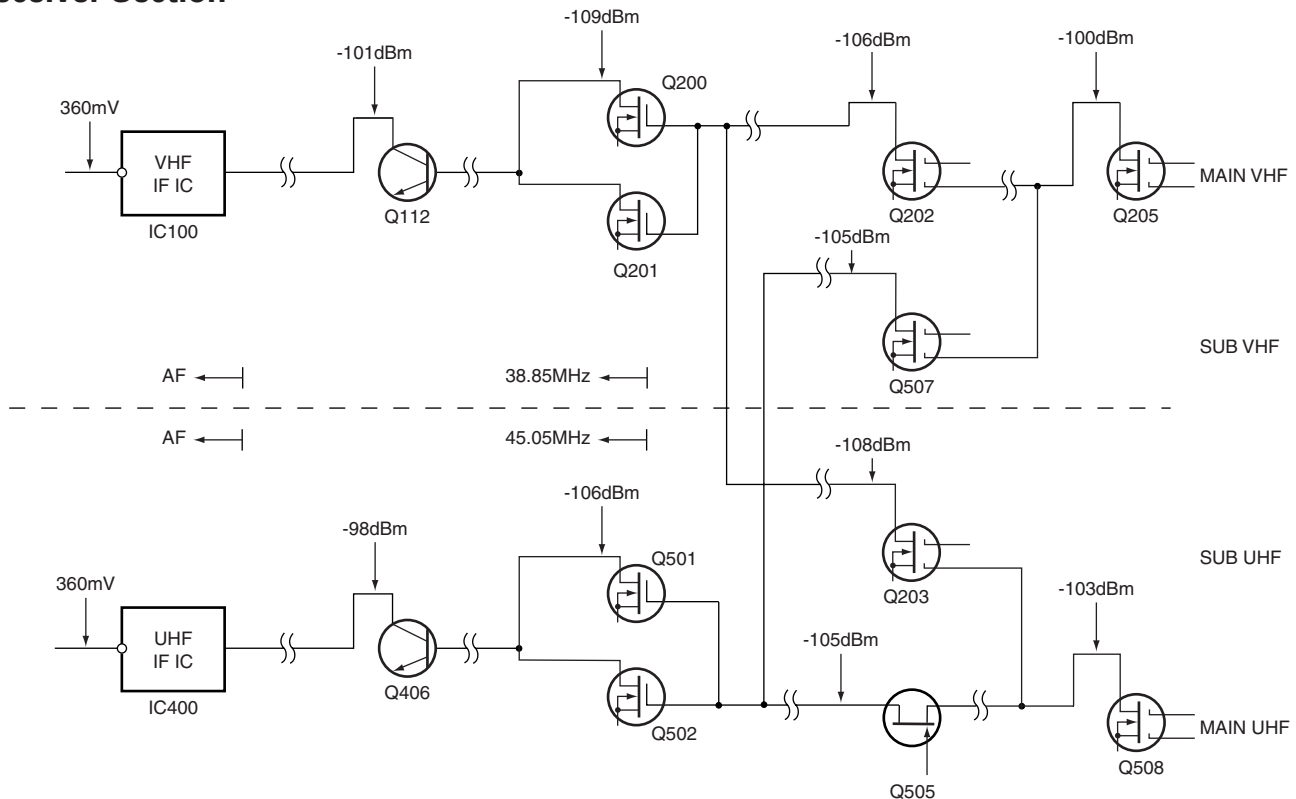 Receiver Section
-109dBm
-106dBm
-100dBm
-101dBm
Q200
360mV
VHF
IF IC
IC100
Q112
Q201
Q202
Q205
MAIN VHF
-105dBm
Q507
SUB VHF
AF
38.85MHz
AF
45.05MHz
-108dBm
-106dBm
-98dBm
Q501
Q203
SUB UHF
360mV
-103dBm
UHF
IF IC
IC400
Q406
Q502
-105dBm
Q505
Q508
MAIN UHF